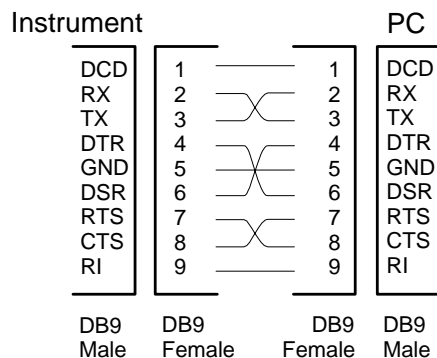 Instrument PC
DCD 1 1 DCD
RX 2 2 RX
TX 3 3 TX
DTR 4 4 DTR
GND 5 5 GND
DSR 6 6 DSR
RTS 7 7 RTS
CTS 8 8 CTS
RI 9 9 RI
DB9 DB9 DB9 DB9
Male Female Female Male